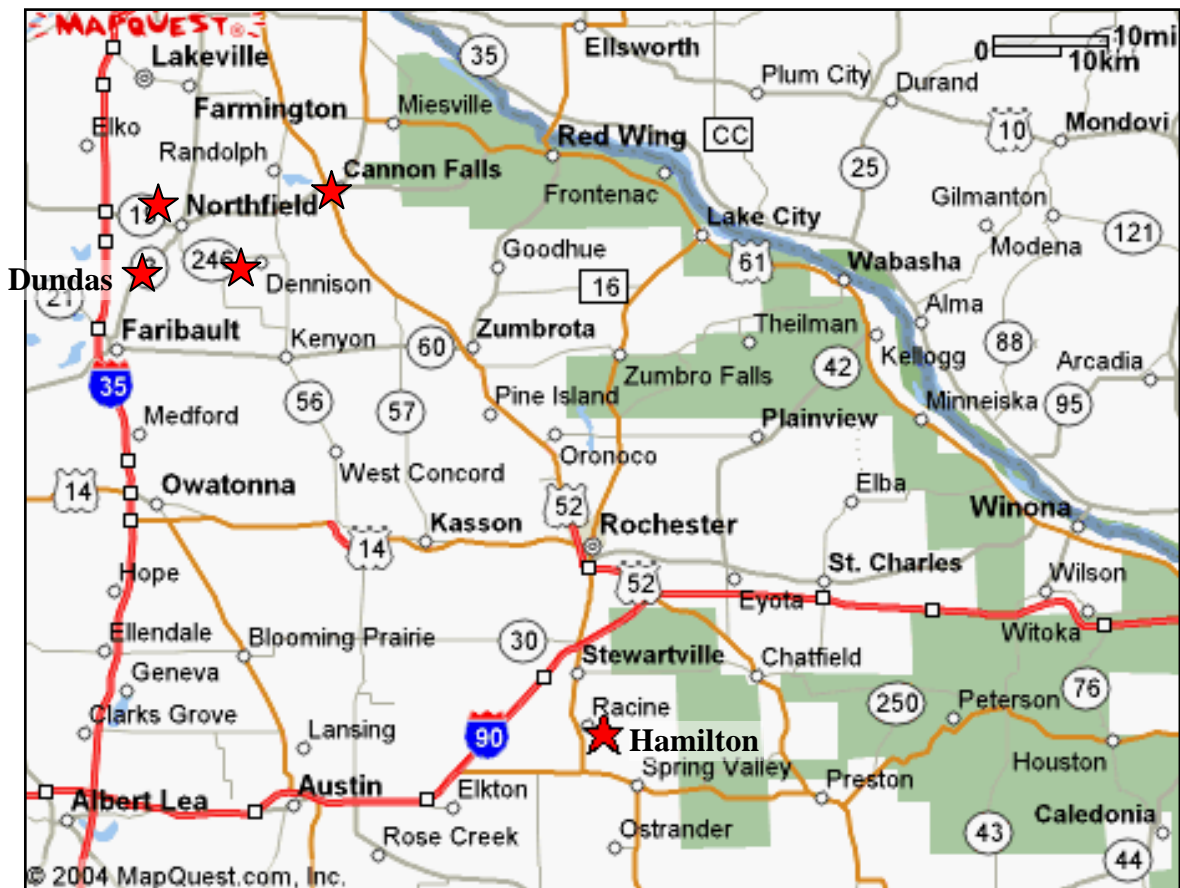 MAPQUEST®
Lakeville
35
Ellsworth
0 10mi
10km
Plum City
Durand
Farmington
Miesville
Elko
Randolph
Red Wing
CC
10
Mondovi
Cannon Falls
25
Frontenac
Gilmanton
Northfield
Lake City
121
Modena
Goodhue
246
Dundas
Dennison
61
Wabasha
21
16
Alma
Faribault
Kenyon
60
Zumbrota
Theilman
88
Kellogg
Arcadia
35
42
Zumbro Falls
56
57
Pine Island
Minneiska
95
Medford
Plainview
Oronoco
West Concord
Elba
14
Owatonna
52
Winona
Kasson
Rochester
14
St. Charles
Hope
52
Eyota
Wilson
Ellendale
Blooming Prairie
30
Witoka
Stewartville
Chatfield
Geneva
76
Peterson
250
Clarks Grove
Racine
Lansing
90
Hamilton
Houston
Spring Valley
Preston
Albert Lea
Austin
Elkton
Caledonia
Rose Creek
Ostrander
43
44
© 2004 MapQuest.com, Inc.